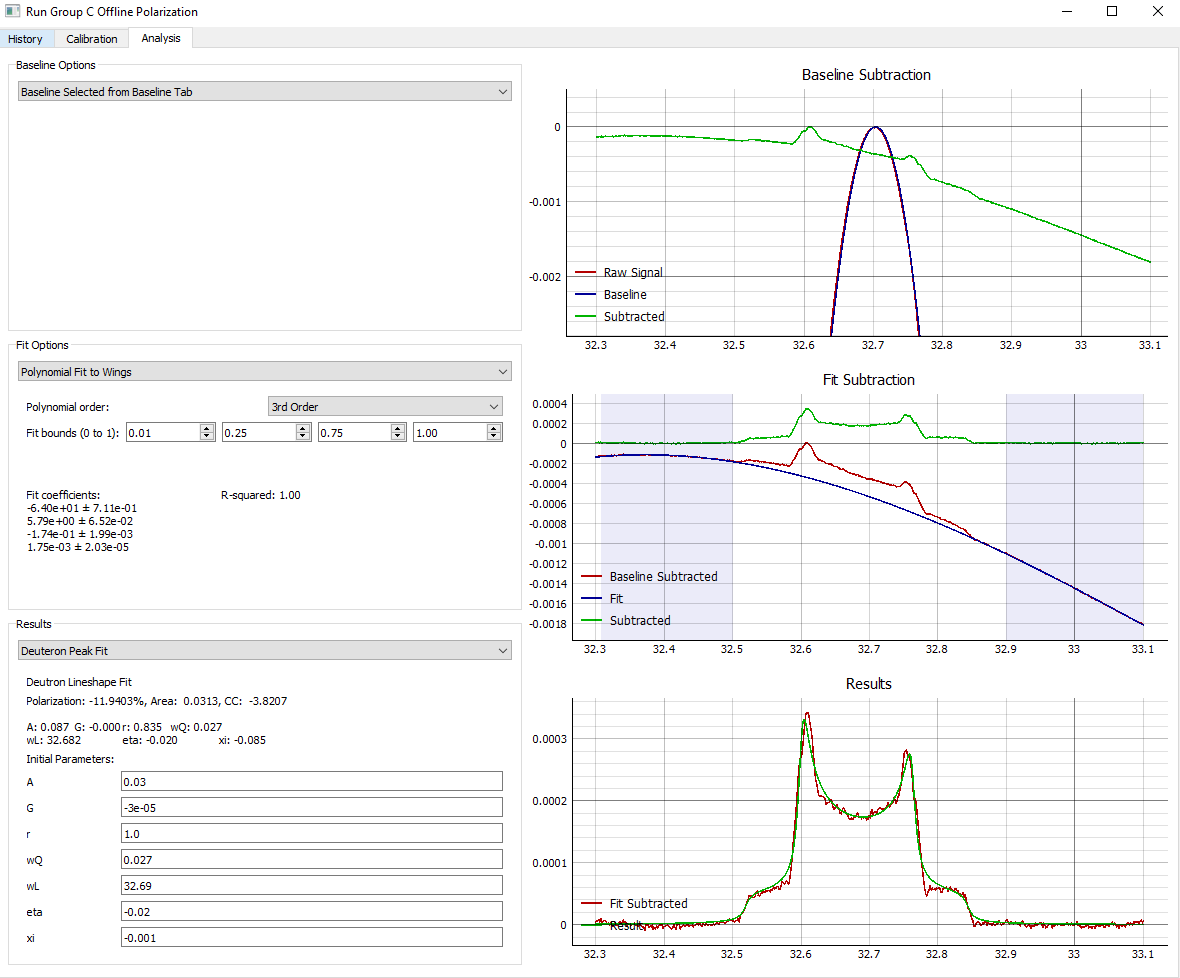 Run Group C Offline Polarization
History Calibration Analysis
Baseline Options
Baseline Selected from Baseline Tab
Fit Options
Polynomial Fit to Wings
Polynomial order: 3rd Order
Fit bounds (0 to 1): 0.01 0.25 0.75 1.00
Fit coefficients: R-squared: 1.00
-6.40e+01 ± 7.11e-01
5.79e+00 ± 6.52e-02
-1.74e-01 ± 1.99e-03
1.75e-03 ± 2.03e-05
Results
Deuteron Peak Fit
Deutron Lineshape Fit
Polarization: -11.9403%, Area: 0.0313, CC: -3.8207
A: 0.087 G: -0.000 r: 0.835 wQ: 0.027
wL: 32.682 eta: -0.020 xi: -0.085
Initial Parameters:
A 0.03
G -3e-05
r 1.0
wQ 0.027
wL 32.69
eta -0.02
xi -0.001
Baseline Subtraction
0
-0.001
-0.002
Raw Signal
Baseline
Subtracted
32.3 32.4 32.5 32.6 32.7 32.8 32.9 33 33.1
Fit Subtraction
0.0004
0.0002
0
-0.0002
-0.0004
-0.0006
-0.0008
-0.001
-0.0012
-0.0014
-0.0016
-0.0018
Baseline Subtracted
Fit
Subtracted
32.3 32.4 32.5 32.6 32.7 32.8 32.9 33 33.1
Results
0.0003
0.0002
0.0001
0
Fit Subtracted
Results
32.3 32.4 32.5 32.6 32.7 32.8 32.9 33 33.1